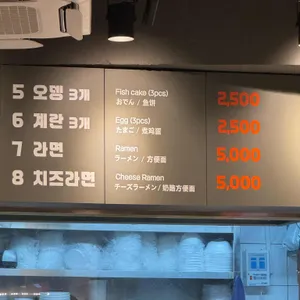 5 오뎅 3개
Fish cake (3pcs)
おでん / 鱼饼
2,500
6 계란 3개
Egg (3pcs)
たまご / 煮鸡蛋
2,500
7 라면
Ramen
ラーメン / 方便面
5,000
8 치즈라면
Cheese Ramen
チーズラーメン / 奶酪方便面
5,000